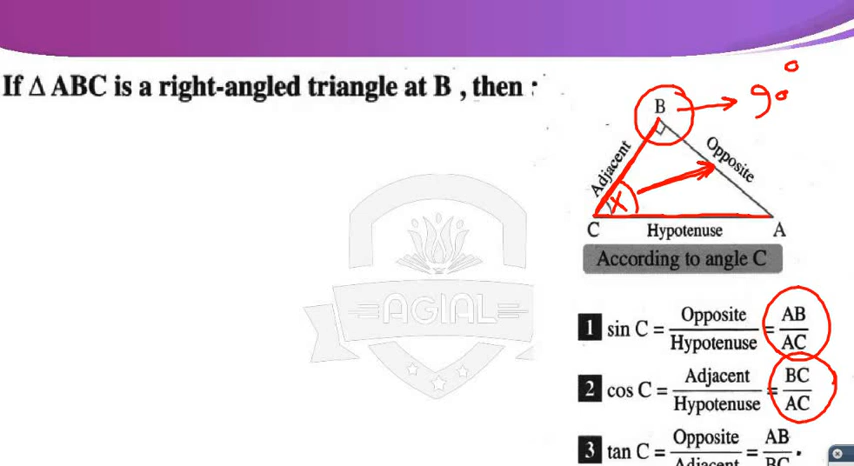 If Δ ABC is a right-angled triangle at B , then :
90°
B
Adjacent
Opposite
x
C
Hypotenuse
A
According to angle C
AGIAL
1 sin C = Opposite / Hypotenuse = AB / AC
2 cos C = Adjacent / Hypotenuse = BC / AC
3 tan C = Opposite / Adjacent = AB / BC .